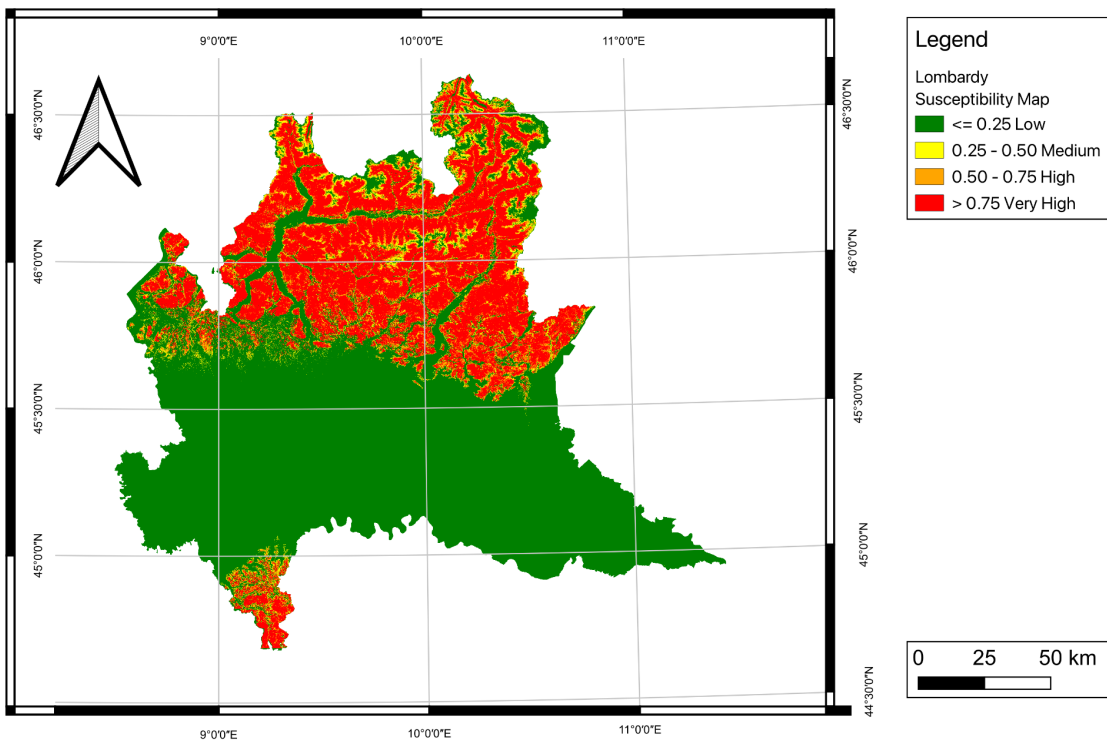 9°0'0"E 10°0'0"E 11°0'0"E
46°30'0"N 46°30'0"N
46°0'0"N 46°0'0"N
45°30'0"N 45°30'0"N
45°0'0"N 45°0'0"N
44°30'0"N
9°0'0"E 10°0'0"E 11°0'0"E
Legend
Lombardy
Susceptibility Map
<= 0.25 Low
0.25 - 0.50 Medium
0.50 - 0.75 High
> 0.75 Very High
0 25 50 km